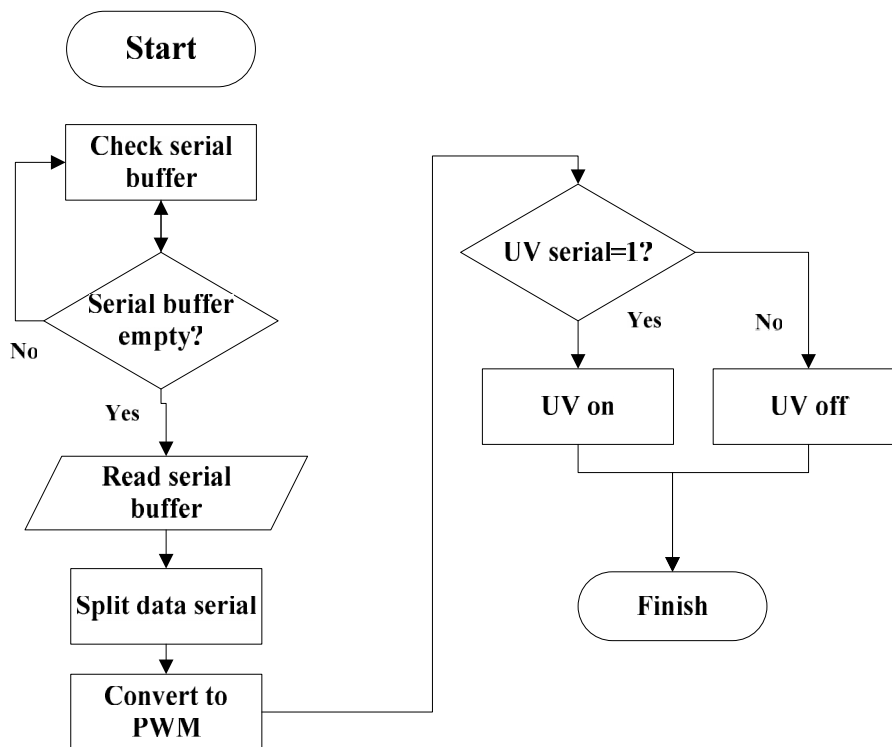 Start
Check serial
buffer
Serial buffer
empty?
No
Yes
Read serial
buffer
Split data serial
Convert to
PWM
UV serial=1?
Yes
No
UV on
UV off
Finish